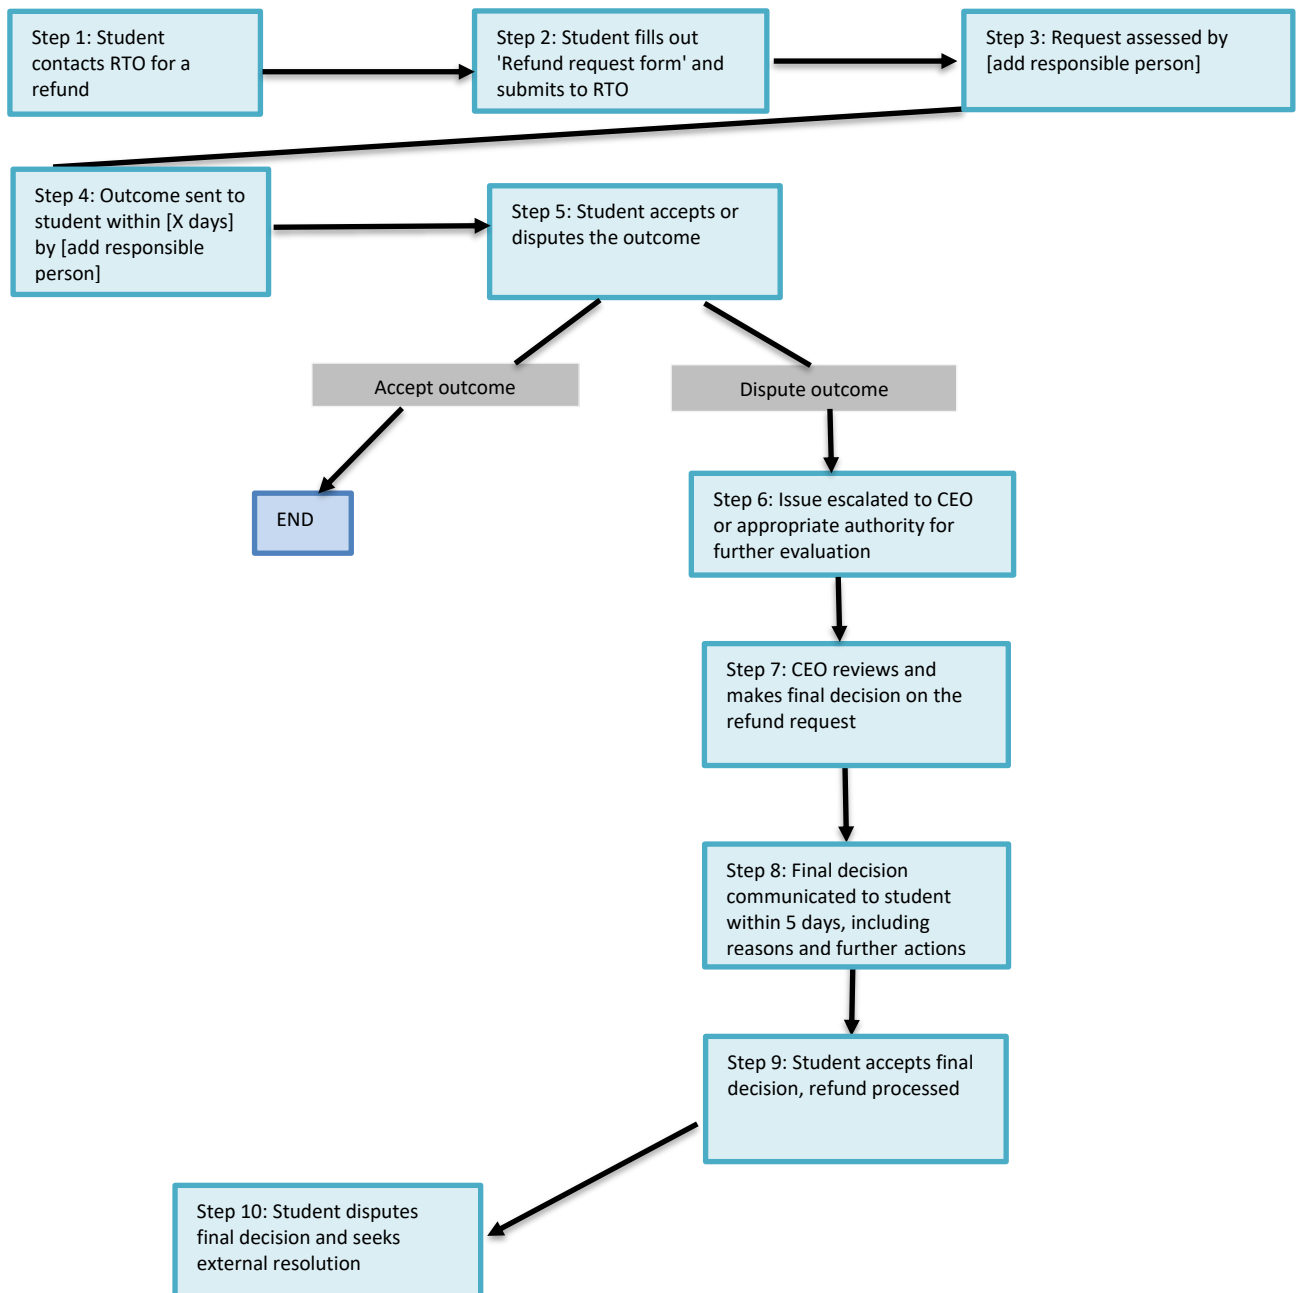 Step 1: Student
contacts RTO for a
refund
Step 2: Student fills out
'Refund request form' and
submits to RTO
Step 3: Request assessed by
[add responsible person]
Step 4: Outcome sent to
student within [X days]
by [add responsible
person]
Step 5: Student accepts or
disputes the outcome
Accept outcome
Dispute outcome
END
Step 6: Issue escalated to CEO
or appropriate authority for
further evaluation
Step 7: CEO reviews and
makes final decision on the
refund request
Step 8: Final decision
communicated to student
within 5 days, including
reasons and further actions
Step 9: Student accepts final
decision, refund processed
Step 10: Student disputes
final decision and seeks
external resolution